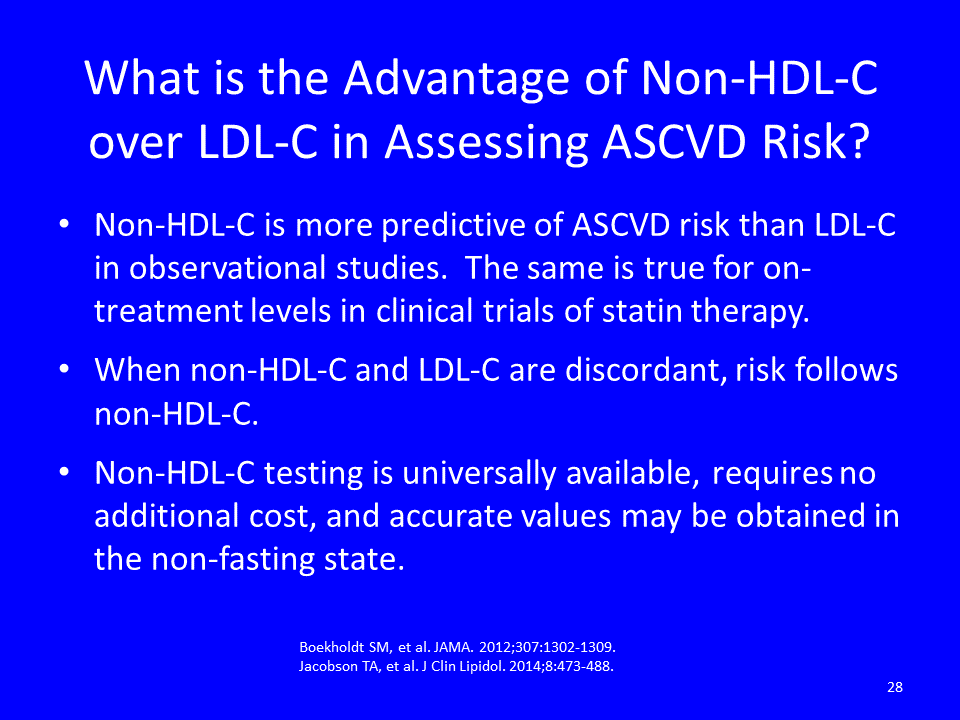 What is the Advantage of Non-HDL-C
over LDL-C in Assessing ASCVD Risk?
• Non-HDL-C is more predictive of ASCVD risk than LDL-C
in observational studies.  The same is true for on-
treatment levels in clinical trials of statin therapy.
• When non-HDL-C and LDL-C are discordant, risk follows
non-HDL-C.
• Non-HDL-C testing is universally available, requires no
additional cost, and accurate values may be obtained in
the non-fasting state.
Boekholdt SM, et al. JAMA. 2012;307:1302-1309.
Jacobson TA, et al. J Clin Lipidol. 2014;8:473-488.
28